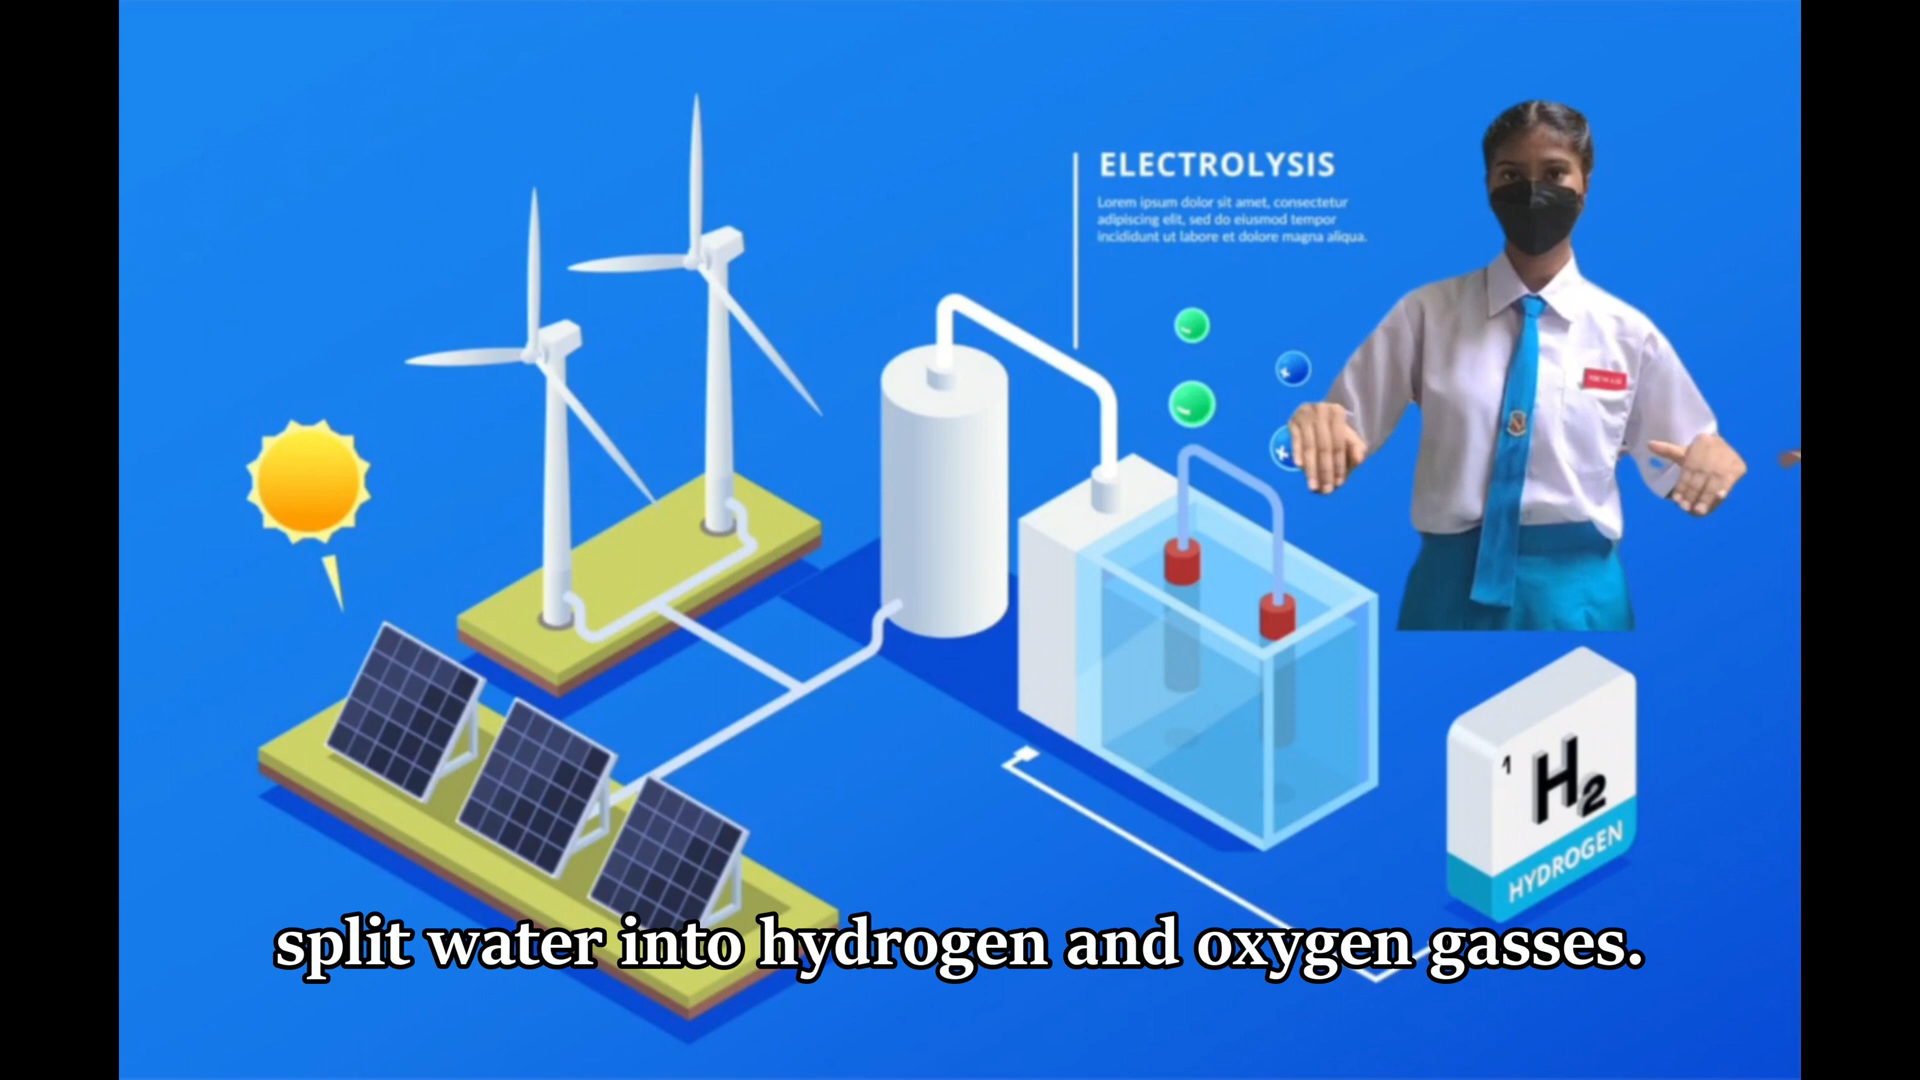 ELECTROLYSIS
Lorem ipsum dolor sit amet, consectetur
adipiscing elit, sed do eiusmod tempor
incididunt ut labore et dolore magna aliqua.
1
H2
HYDROGEN
split water into hydrogen and oxygen gasses.